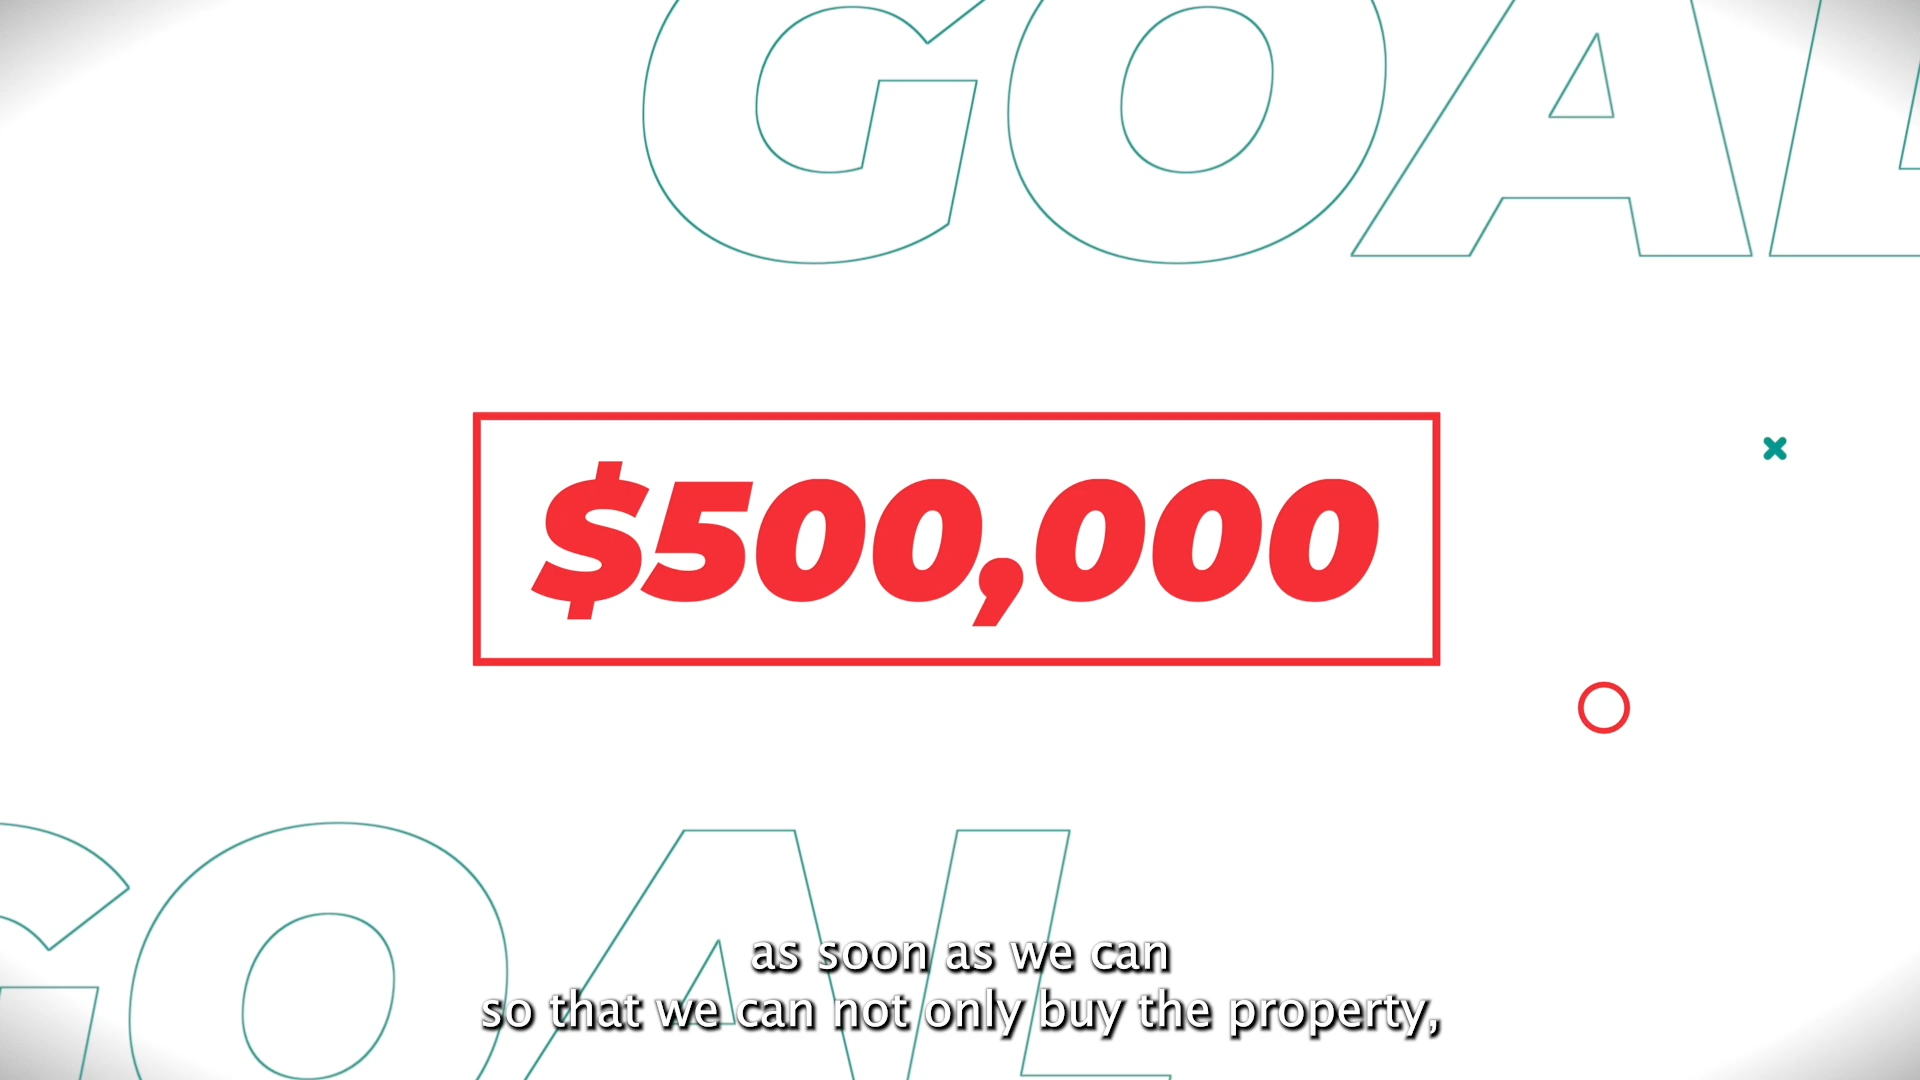 GOAL
$500,000
GOAL
as soon as we can
so that we can not only buy the property,